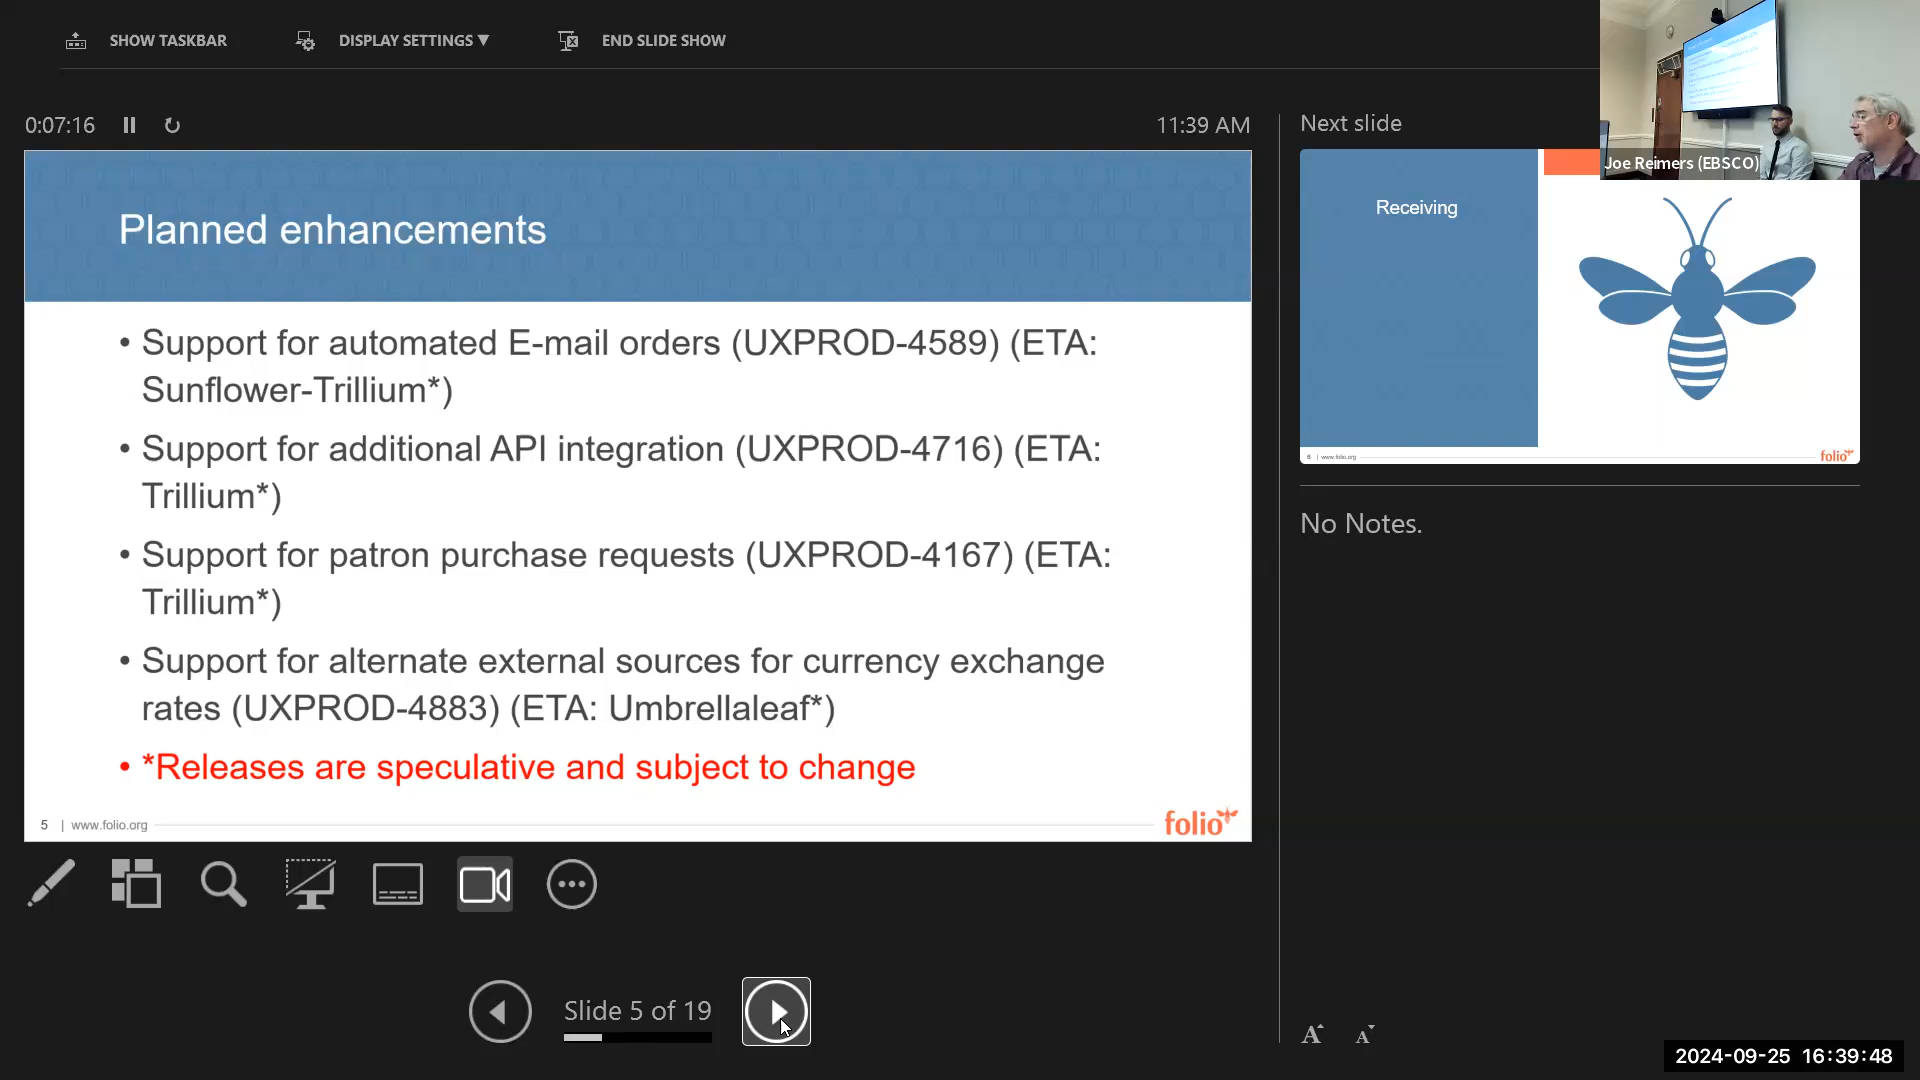 SHOW TASKBAR
DISPLAY SETTINGS ▼
END SLIDE SHOW
0:07:16
11:39 AM
Planned enhancements
• Support for automated E-mail orders (UXPROD-4589) (ETA:
Sunflower-Trillium*)
• Support for additional API integration (UXPROD-4716) (ETA:
Trillium*)
• Support for patron purchase requests (UXPROD-4167) (ETA:
Trillium*)
• Support for alternate external sources for currency exchange
rates (UXPROD-4883) (ETA: Umbrellaleaf*)
• *Releases are speculative and subject to change
5 | www.folio.org
folio
Slide 5 of 19
Next slide
Joe Reimers (EBSCO)
Receiving
6 | www.folio.org
folio
No Notes.
A A
2024-09-25 16:39:48